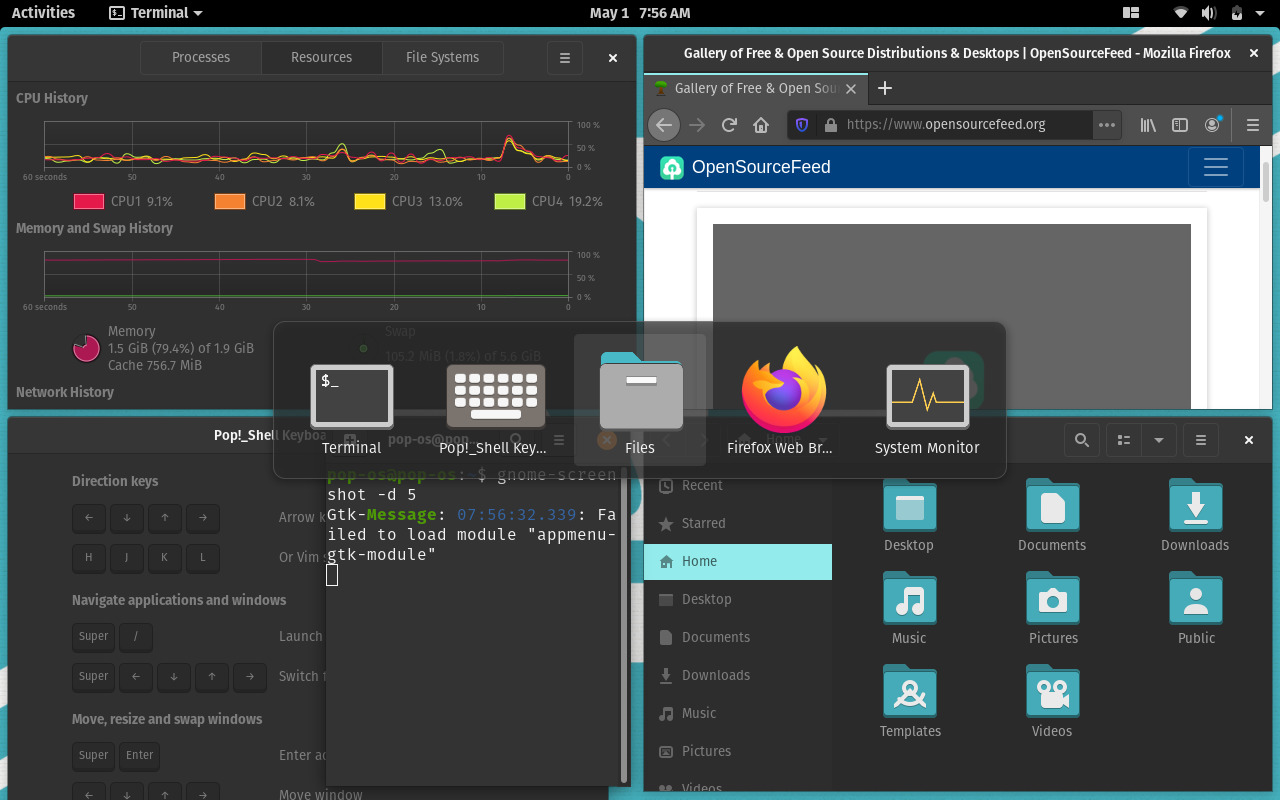 Activities
Terminal
May 1 7:56 AM
Processes
Resources
File Systems
CPU History
100 %
50 %
0 %
60 seconds 50 40 30 20 10 0
CPU1 9.1%
CPU2 8.1%
CPU3 13.0%
CPU4 19.2%
Memory and Swap History
100 %
50 %
0 %
60 seconds 50 40 30 20 10 0
Memory
1.5 GiB (79.4%) of 1.9 GiB
Cache 756.7 MiB
Swap
105.2 MiB (1.8%) of 5.6 GiB
Network History
Gallery of Free & Open Source Distributions & Desktops | OpenSourceFeed - Mozilla Firefox
Gallery of Free & Open Sou
https://www.opensourcefeed.org
OpenSourceFeed
$_
Terminal
Pop!_Shell Key...
Files
Firefox Web Br...
System Monitor
Pop!_Shell Keyboa
Direction keys
Arrow k
H J K L
Or Vim
Navigate applications and windows
Super /
Launch
Super
Switch
Move, resize and swap windows
Super Enter
Enter
Move window
pop-os@pop...
pop-os@pop-os:~$ gnome-screen
shot -d 5
Gtk-Message: 07:56:32.339: Fa
iled to load module "appmenu-
gtk-module"
Home
Recent
Starred
Home
Desktop
Documents
Downloads
Music
Pictures
Videos
Desktop
Documents
Downloads
Music
Pictures
Public
Templates
Videos